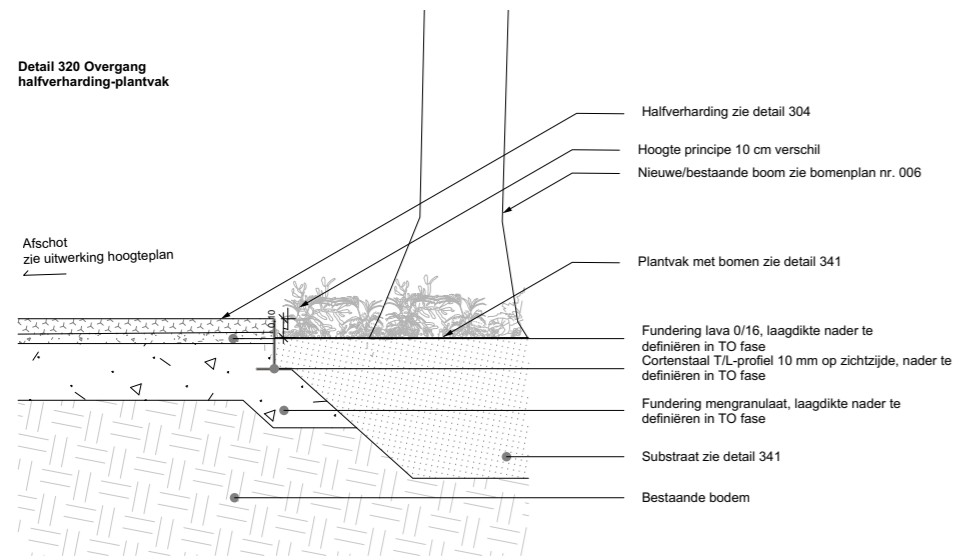 Detail 320 Overgang
halfverharding-plantvak
Halfverharding zie detail 304
Hoogte principe 10 cm verschil
Nieuwe/bestaande boom zie bomenplan nr. 006
Afschot
zie uitwerking hoogteplan
Plantvak met bomen zie detail 341
0,10
Fundering lava 0/16, laagdikte nader te
definiëren in TO fase
Cortenstaal T/L-profiel 10 mm op zichtzijde, nader te
definiëren in TO fase
Fundering mengranulaat, laagdikte nader te
definiëren in TO fase
Substraat zie detail 341
Bestaande bodem